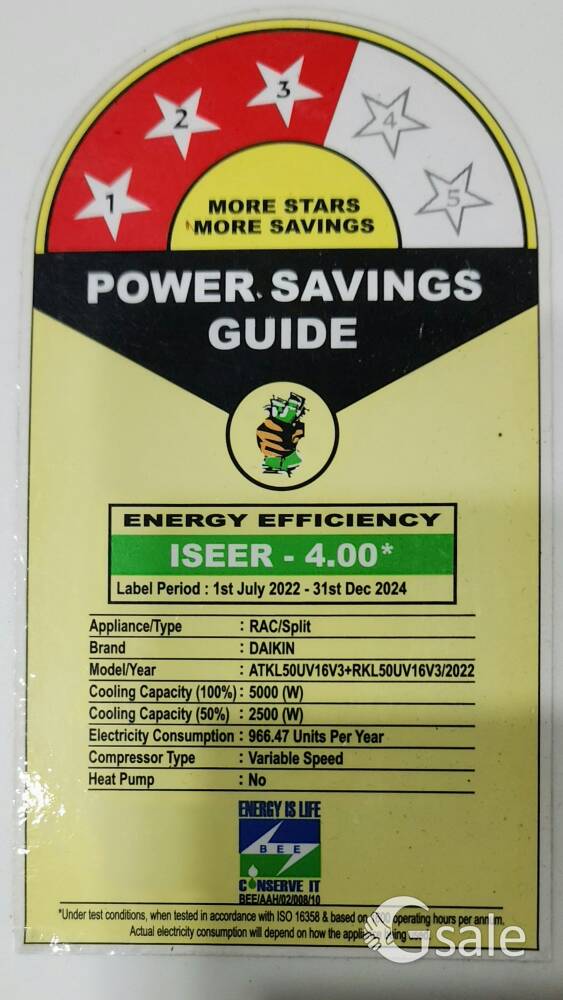 1 2 3 4 5
MORE STARS
MORE SAVINGS
POWER SAVINGS
GUIDE
ENERGY EFFICIENCY
ISEER - 4.00*
Label Period : 1st July 2022 - 31st Dec 2024
Appliance/Type : RAC/Split
Brand : DAIKIN
Model/Year : ATKL50UV16V3+RKL50UV16V3/2022
Cooling Capacity (100%) : 5000 (W)
Cooling Capacity (50%) : 2500 (W)
Electricity Consumption : 966.47 Units Per Year
Compressor Type : Variable Speed
Heat Pump : No
ENERGY IS LIFE
BEE
CONSERVE IT
BEE/AAH/02/008/10
*Under test conditions, when tested in accordance with ISO 16358 & based on operating hours per annum.
Actual electricity consumption will depend on how the being
Gsale